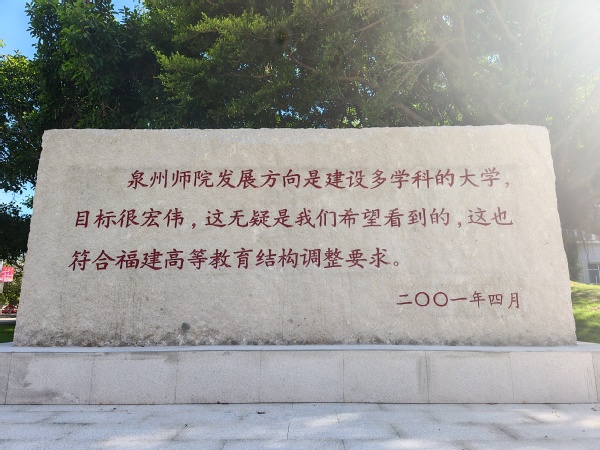 泉州师院发展方向是建设多学科的大学，
目标很宏伟，这无疑是我们希望看到的，这也
符合福建高等教育结构调整要求。
二〇〇一年四月